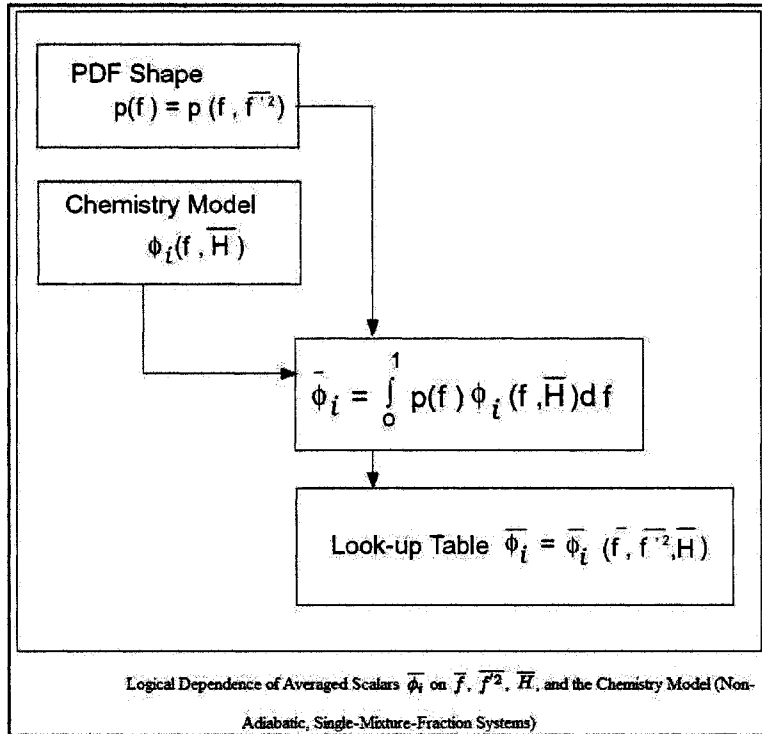 PDF Shape
p(f) = p (f , f'²‾)
Chemistry Model
ϕᵢ(f , H̅)
ϕ̅ᵢ = ∫₀¹ p(f) ϕᵢ (f ,H̅)d f
Look-up Table ϕ̅ᵢ = ϕ̅ᵢ (f̅, f'²‾,H̅)
Logical Dependence of Averaged Scalars ϕ̅ᵢ on f̅, f'²‾, H̅, and the Chemistry Model (Non-
Adiabatic, Single-Mixture-Fraction Systems)